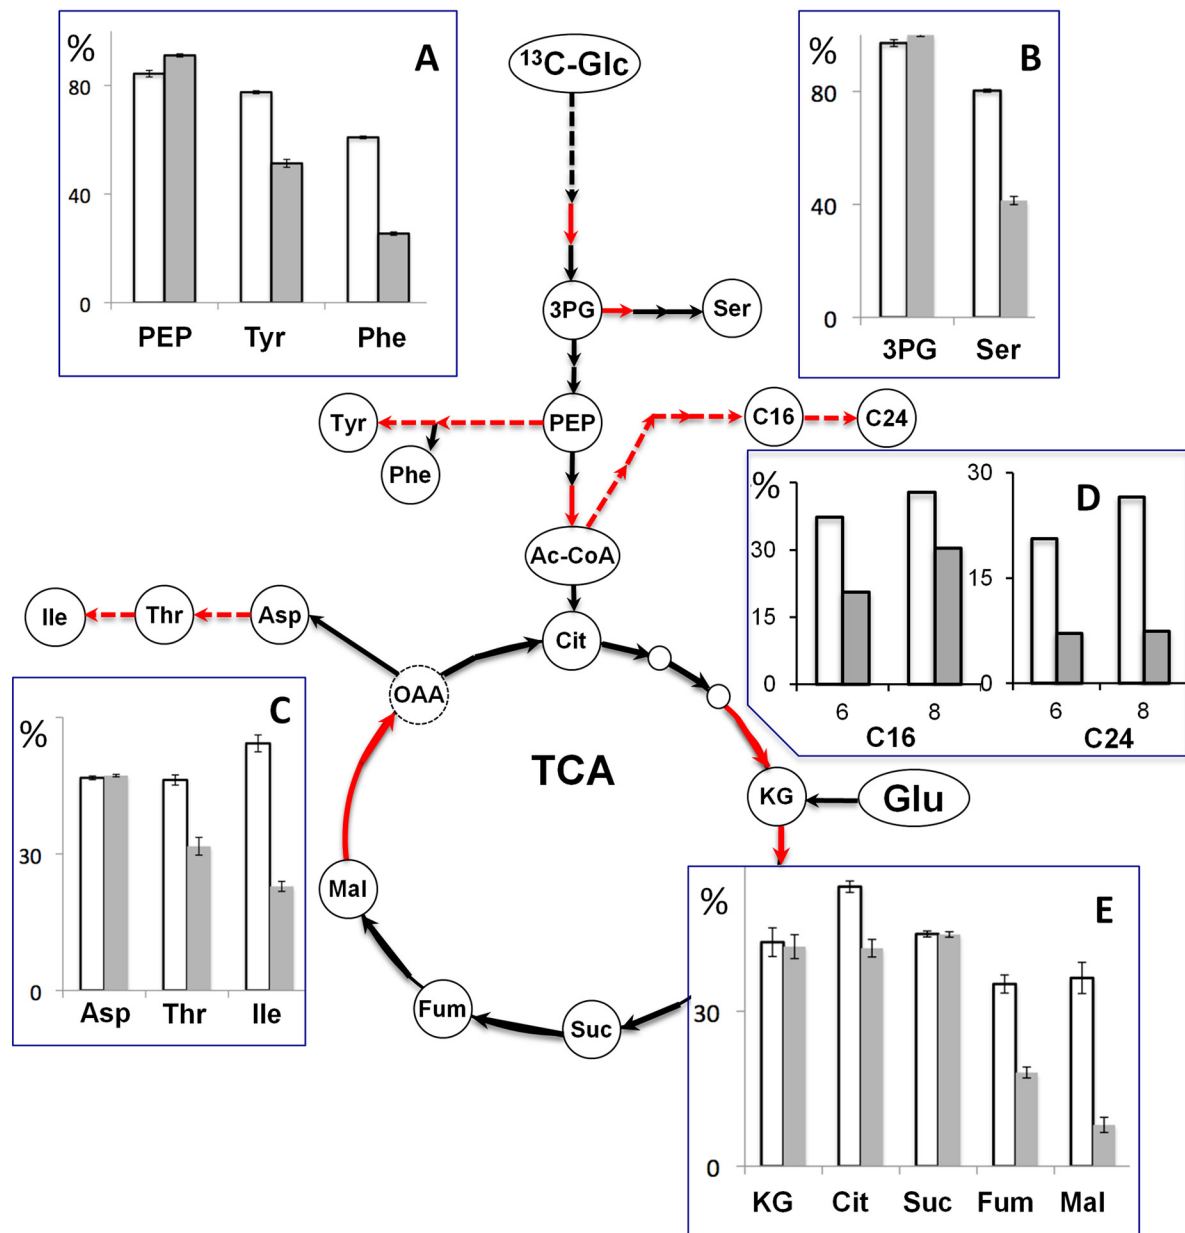 %
A
80
40
0
PEP Tyr Phe
¹³C-Glc
%
B
80
40
0
3PG Ser
3PG
Ser
Tyr
PEP
C16
C24
Phe
Ac-CoA
%
D
30
15
0
6 8
C16
30
15
0
6 8
C24
Ile
Thr
Asp
Cit
OAA
TCA
KG
Glu
%
C
30
0
Asp Thr Ile
Mal
Fum
Suc
%
E
30
0
KG Cit Suc Fum Mal